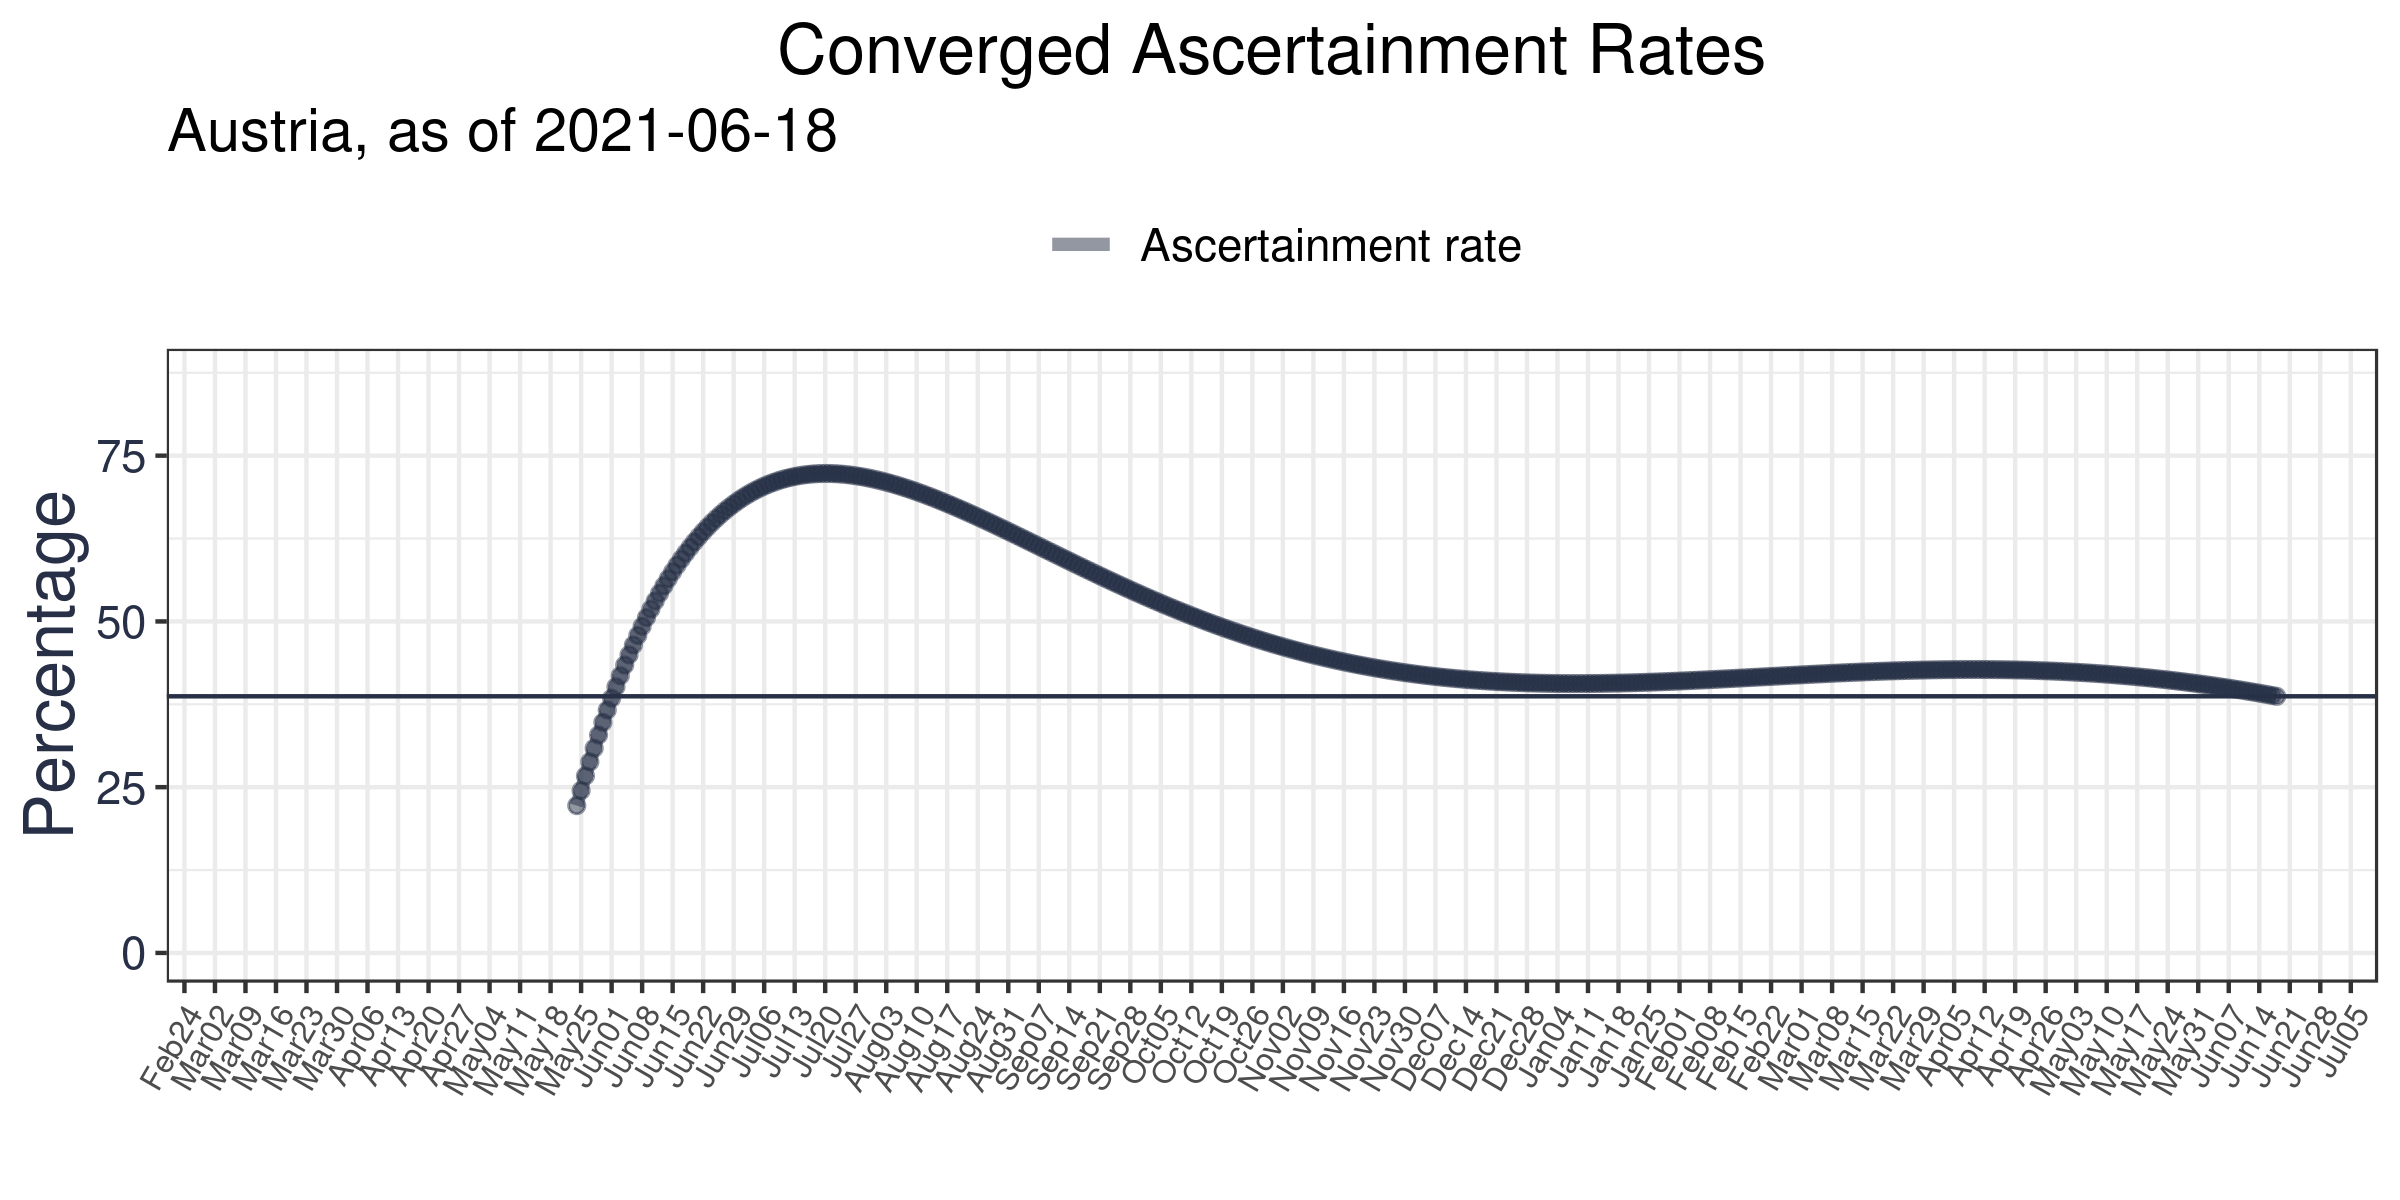 Converged Ascertainment Rates
Austria, as of 2021-06-18
Ascertainment rate
Percentage
75
50
25
0
Feb24 Mar02 Mar09 Mar16 Mar23 Mar30 Apr06 Apr13 Apr20 Apr27 May04 May11 May18 May25 Jun01 Jun08 Jun15 Jun22 Jun29 Jul06 Jul13 Jul20 Jul27 Aug03 Aug10 Aug17 Aug24 Aug31 Sep07 Sep14 Sep21 Sep28 Oct05 Oct12 Oct19 Oct26 Nov02 Nov09 Nov16 Nov23 Nov30 Dec07 Dec14 Dec21 Dec28 Jan04 Jan11 Jan18 Jan25 Feb01 Feb08 Feb15 Feb22 Mar01 Mar08 Mar15 Mar22 Mar29 Apr05 Apr12 Apr19 Apr26 May03 May10 May17 May24 May31 Jun07 Jun14 Jun21 Jun28 Jul05